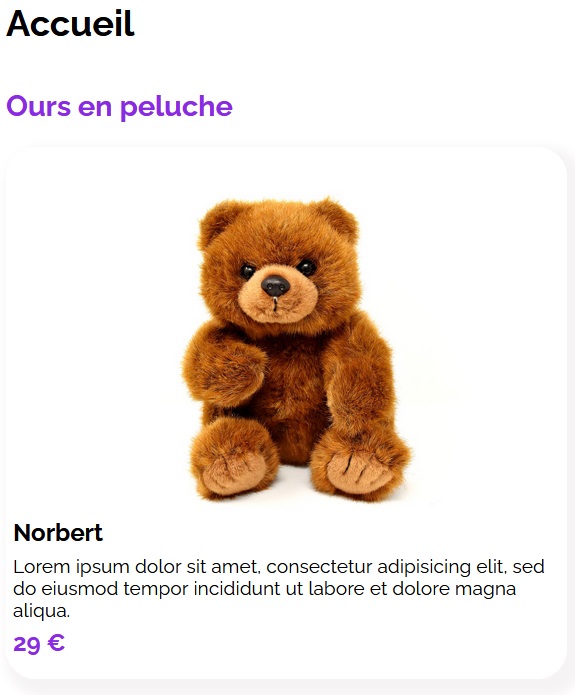 Accueil
Ours en peluche
Norbert
Lorem ipsum dolor sit amet, consectetur adipisicing elit, sed
do eiusmod tempor incididunt ut labore et dolore magna
aliqua.
29 €